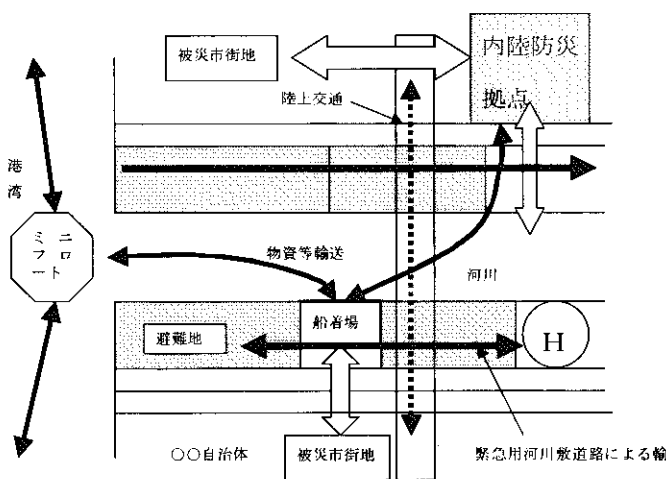 被災市街地
内陸防災
拠点
陸上交通
港湾
ミニ
フロート
物資等輸送
河川
船着場
避難地
H
〇〇自治体
被災市街地
緊急用河川敷道路による輸